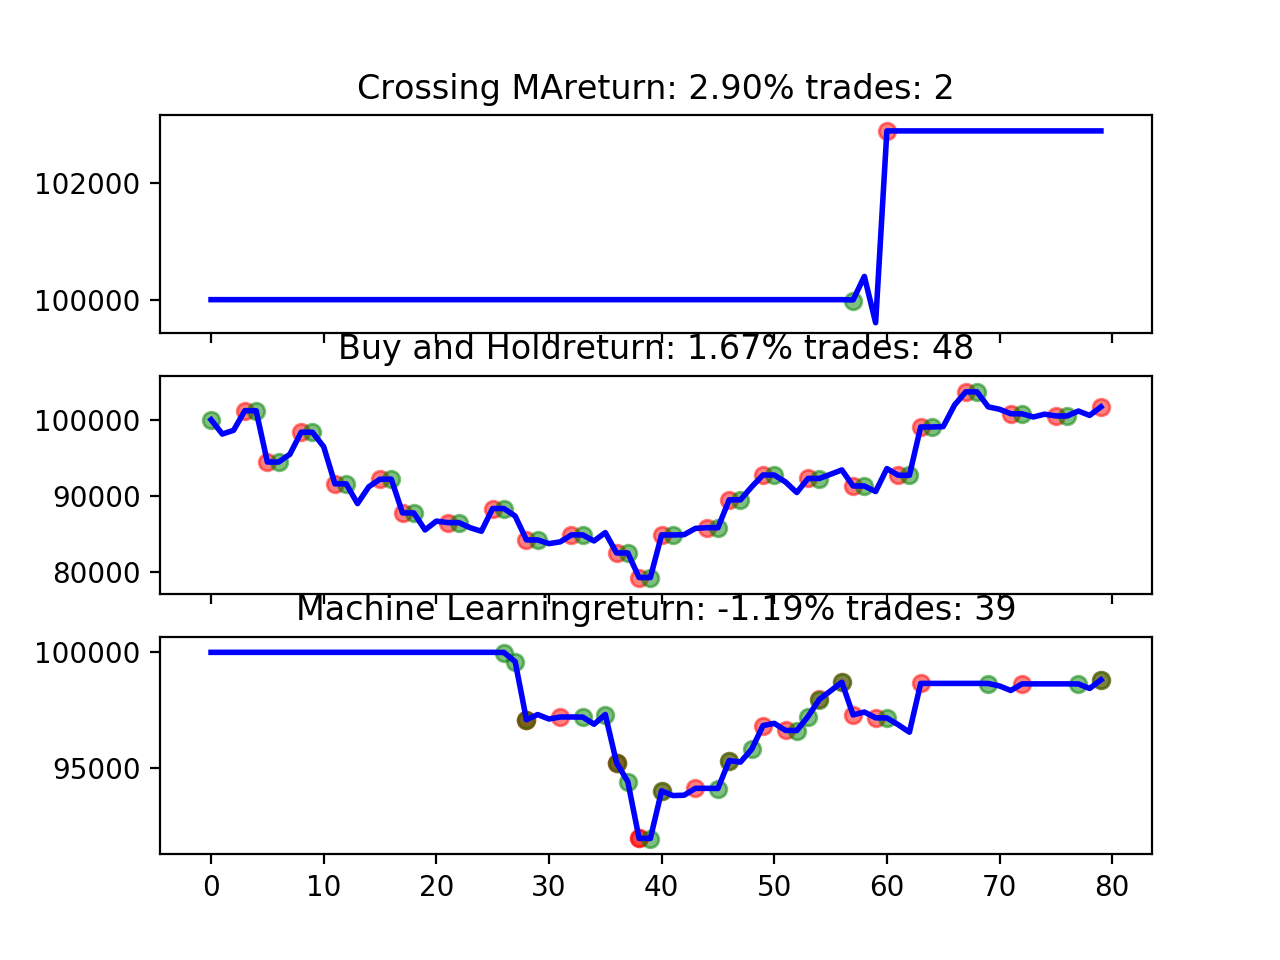 Crossing MAreturn: 2.90% trades: 2
102000
100000
Buy and Holdreturn: 1.67% trades: 48
100000
90000
80000
Machine Learningreturn: -1.19% trades: 39
100000
95000
0 10 20 30 40 50 60 70 80